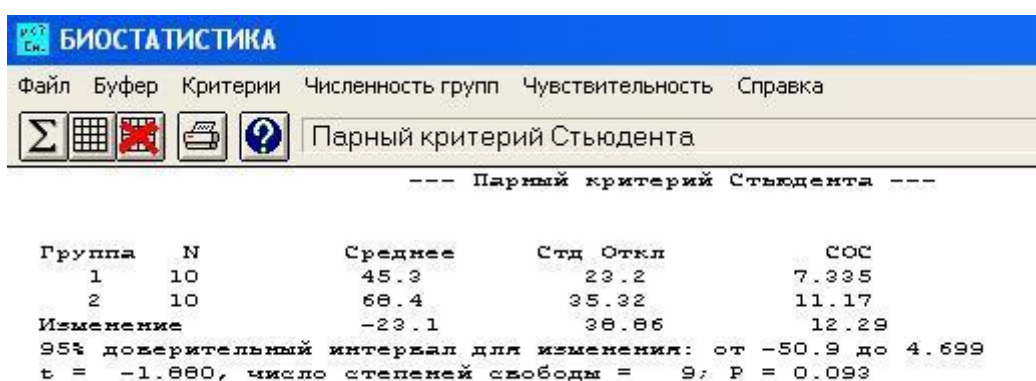 БИОСТАТИСТИКА
Файл Буфер Критерии Численность групп Чувствительность Справка
Парный критерий Стьюдента
--- Парный критерий Стьюдента ---
Группа N Среднее Стд Откл СОС
1 10 45.3 23.2 7.335
2 10 68.4 35.32 11.17
Изменение -23.1 38.86 12.29
95% доверительный интервал для изменения: от -50.9 до 4.699
t = -1.880, число степеней свободы = 9; P = 0.093